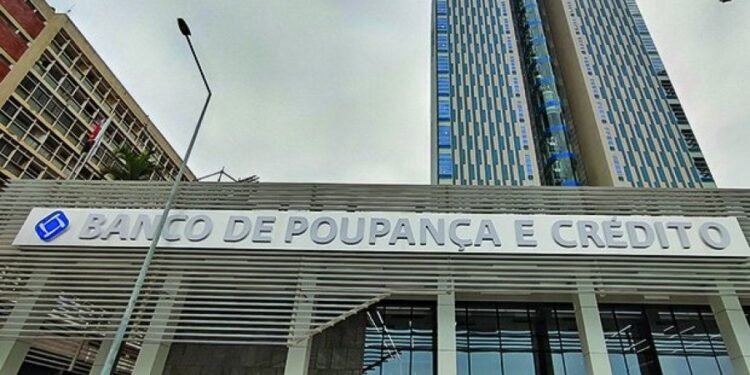 BANCO DE POUPANÇA E CRÉDITO